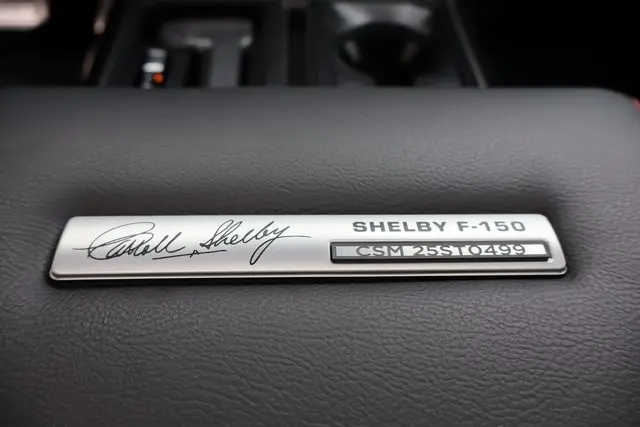 Carroll Shelby
SHELBY F-150
CSM 25ST0499